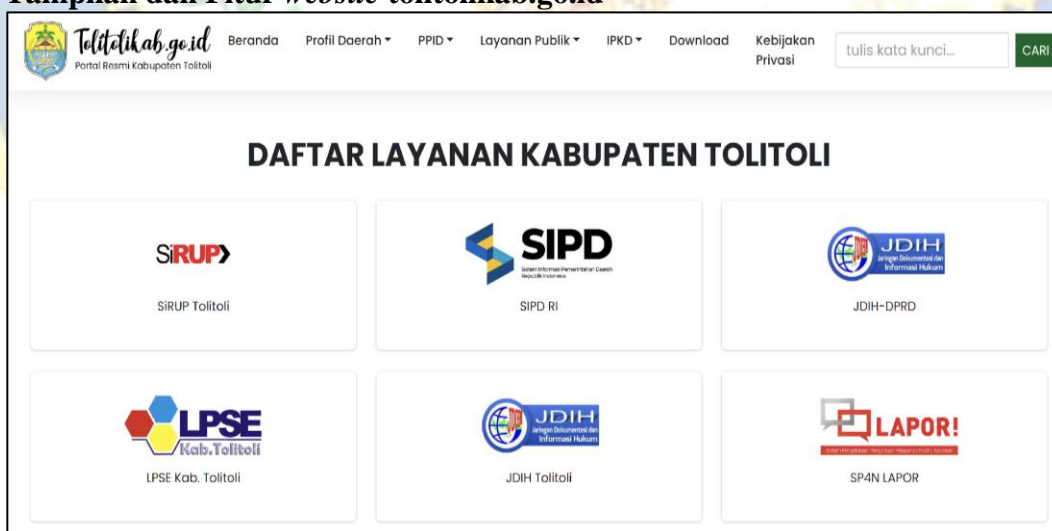 Tampilan dan Fitur website tolitolikab.go.id
Tolitolikab.go.id
Portal Resmi Kabupaten Tolitoli
Beranda
Profil Daerah
PPID
Layanan Publik
IPKD
Download
Kebijakan
Privasi
tulis kata kunci...
CARI
DAFTAR LAYANAN KABUPATEN TOLITOLI
SiRUP
SiRUP Tolitoli
SIPD
Sistem Informasi Pemerintahan Daerah
Republik Indonesia
SIPD RI
JDIH
Jaringan Dokumentasi dan
Informasi Hukum
JDIH-DPRD
LPSE
Kab.Tolitoli
LPSE Kab. Tolitoli
JDIH
Jaringan Dokumentasi dan
Informasi Hukum
JDIH Tolitoli
LAPOR!
SP4N LAPOR